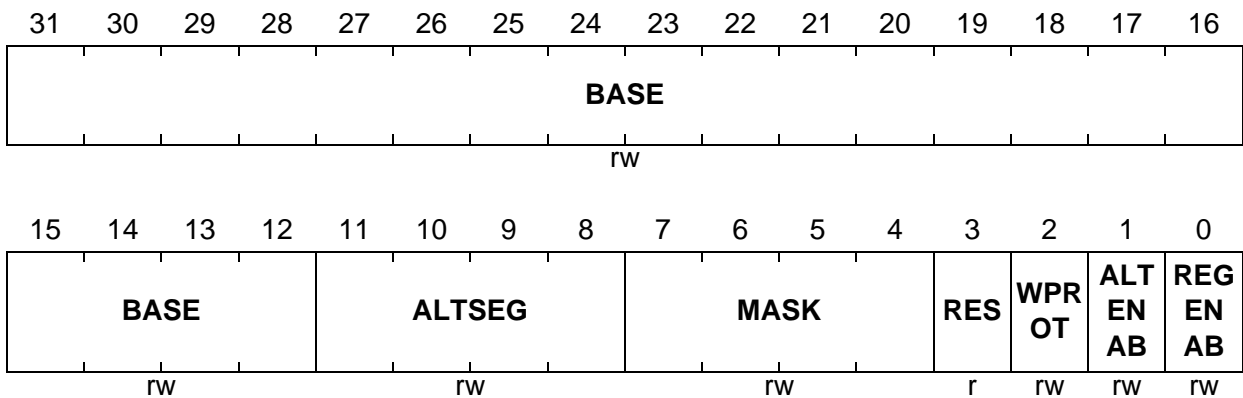 31 30 29 28 27 26 25 24 23 22 21 20 19 18 17 16
BASE
rw
15 14 13 12 11 10 9 8 7 6 5 4 3 2 1 0
BASE ALTSEG MASK RES WPR OT ALT EN AB REG EN AB
rw rw rw r rw rw rw